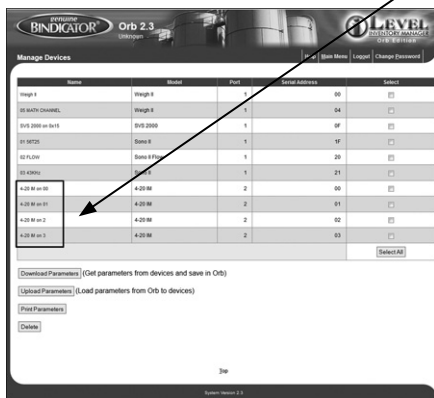 genuine
BINDICATOR Orb 2.3
Unknown
LEVEL
INVENTORY MANAGER
Orb Edition
Manage Devices
Help Main Menu Logout Change Password
Name Model Port Serial Address Select
Weigh II Weigh II 1 00
05 MATH CHANNEL Weigh II 1 04
SVS 2000 on 0x15 SVS 2000 1 0F
01 S6T25 Sono II 1 1F
02 FLOW Sono II Flow 1 20
03 43KHz Sono II 1 21
4-20 IM on 00 4-20 IM 2 00
4-20 IM on 01 4-20 IM 2 01
4-20 IM on 2 4-20 IM 2 02
4-20 IM on 3 4-20 IM 2 03
Select All
Download Parameters (Get parameters from devices and save in Orb)
Upload Parameters (Load parameters from Orb to devices)
Print Parameters
Delete
Top
System Version 2.3